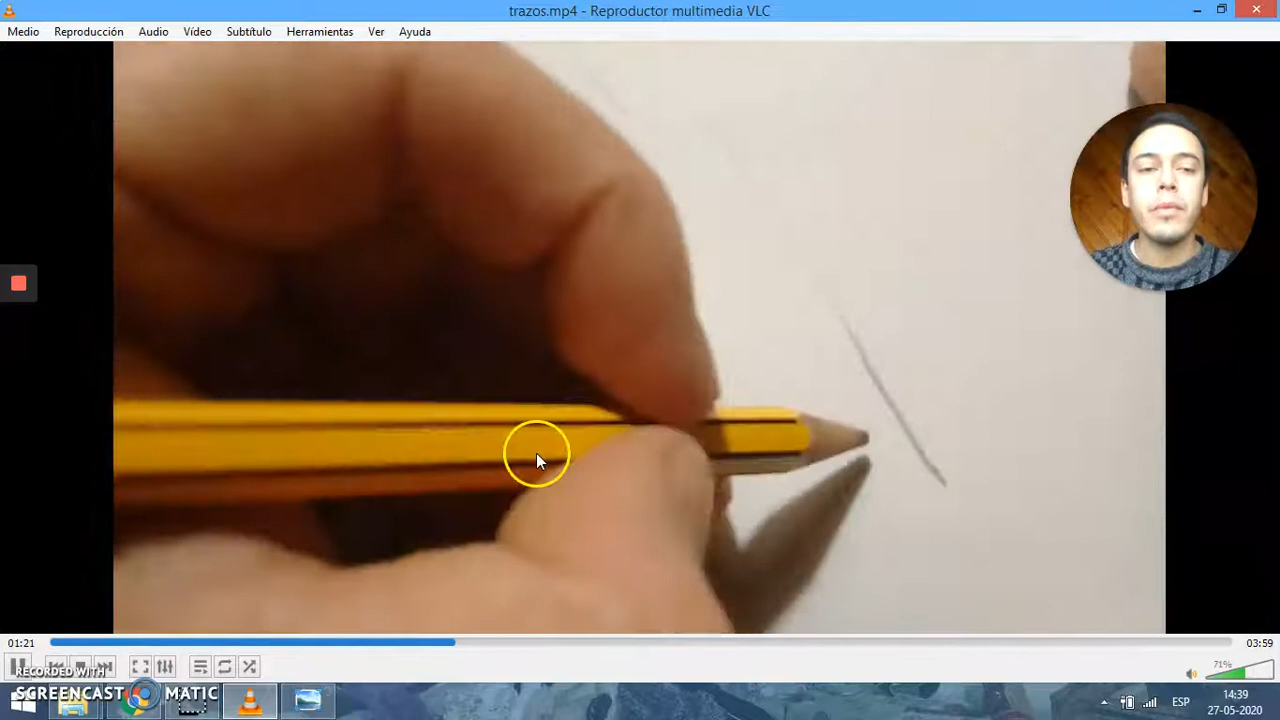 trazos.mp4 - Reproductor multimedia VLC
Medio Reproducción Audio Vídeo Subtítulo Herramientas Ver Ayuda
01:21 03:59
71%
RECORDED WITH
SCREENCAST MATIC
ESP 14:39
27-05-2020